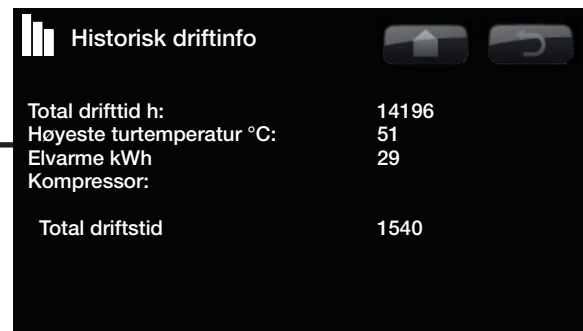 Historisk driftinfo
Total drifttid h: 14196
Høyeste turtemperatur °C: 51
Elvarme kWh 29
Kompressor:
Total driftstid 1540